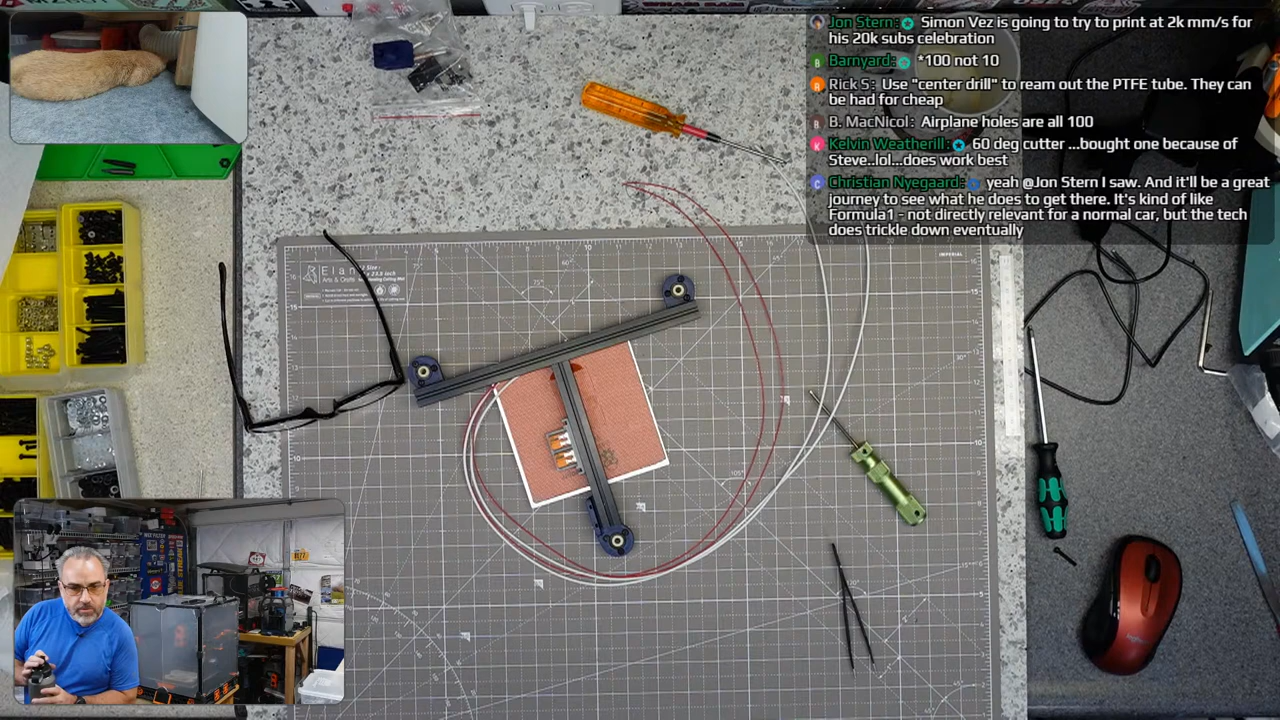 Jon Stern: Simon Vez is going to try to print at 2k mm/s for
his 20k subs celebration
Barnyard: *100 not 10
Rick S: Use "center drill" to ream out the PTFE tube. They can
be had for cheap
B. MacNicol: Airplane holes are all 100
Kelvin Weatherill: 60 deg cutter ...bought one because of
Steve..lol...does work best
Christian Nyegaard: yeah @Jon Stern I saw. And it'll be a great
journey to see what he does to get there. It's kind of like
Formula1 - not directly relevant for a normal car, but the tech
does trickle down eventually
Elan
IMPERIAL